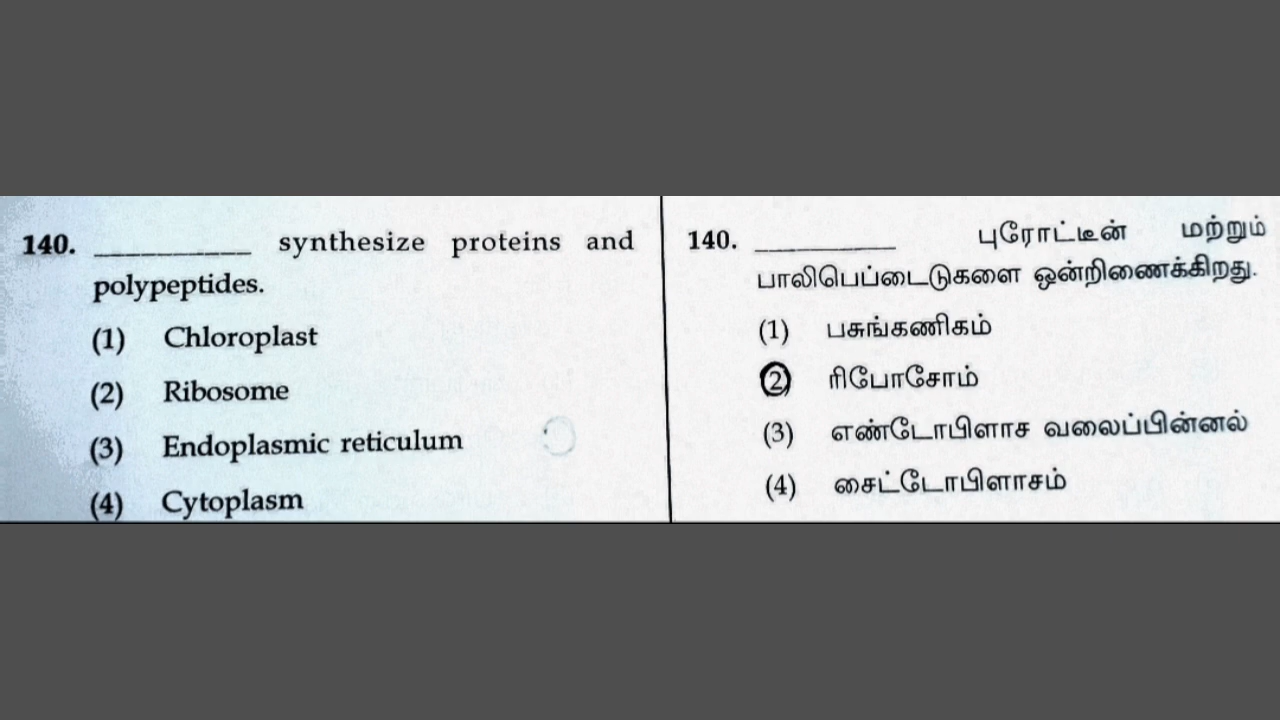 140. __________ synthesize proteins and
polypeptides.
(1) Chloroplast
(2) Ribosome
(3) Endoplasmic reticulum
(4) Cytoplasm
140. __________ புரோட்டீன் மற்றும்
பாலிபெப்டைடுகளை ஒன்றிணைக்கிறது.
(1) பசுங்கணிகம்
(2) ரிபோசோம்
(3) எண்டோபிளாச வலைப்பின்னல்
(4) சைட்டோபிளாசம்